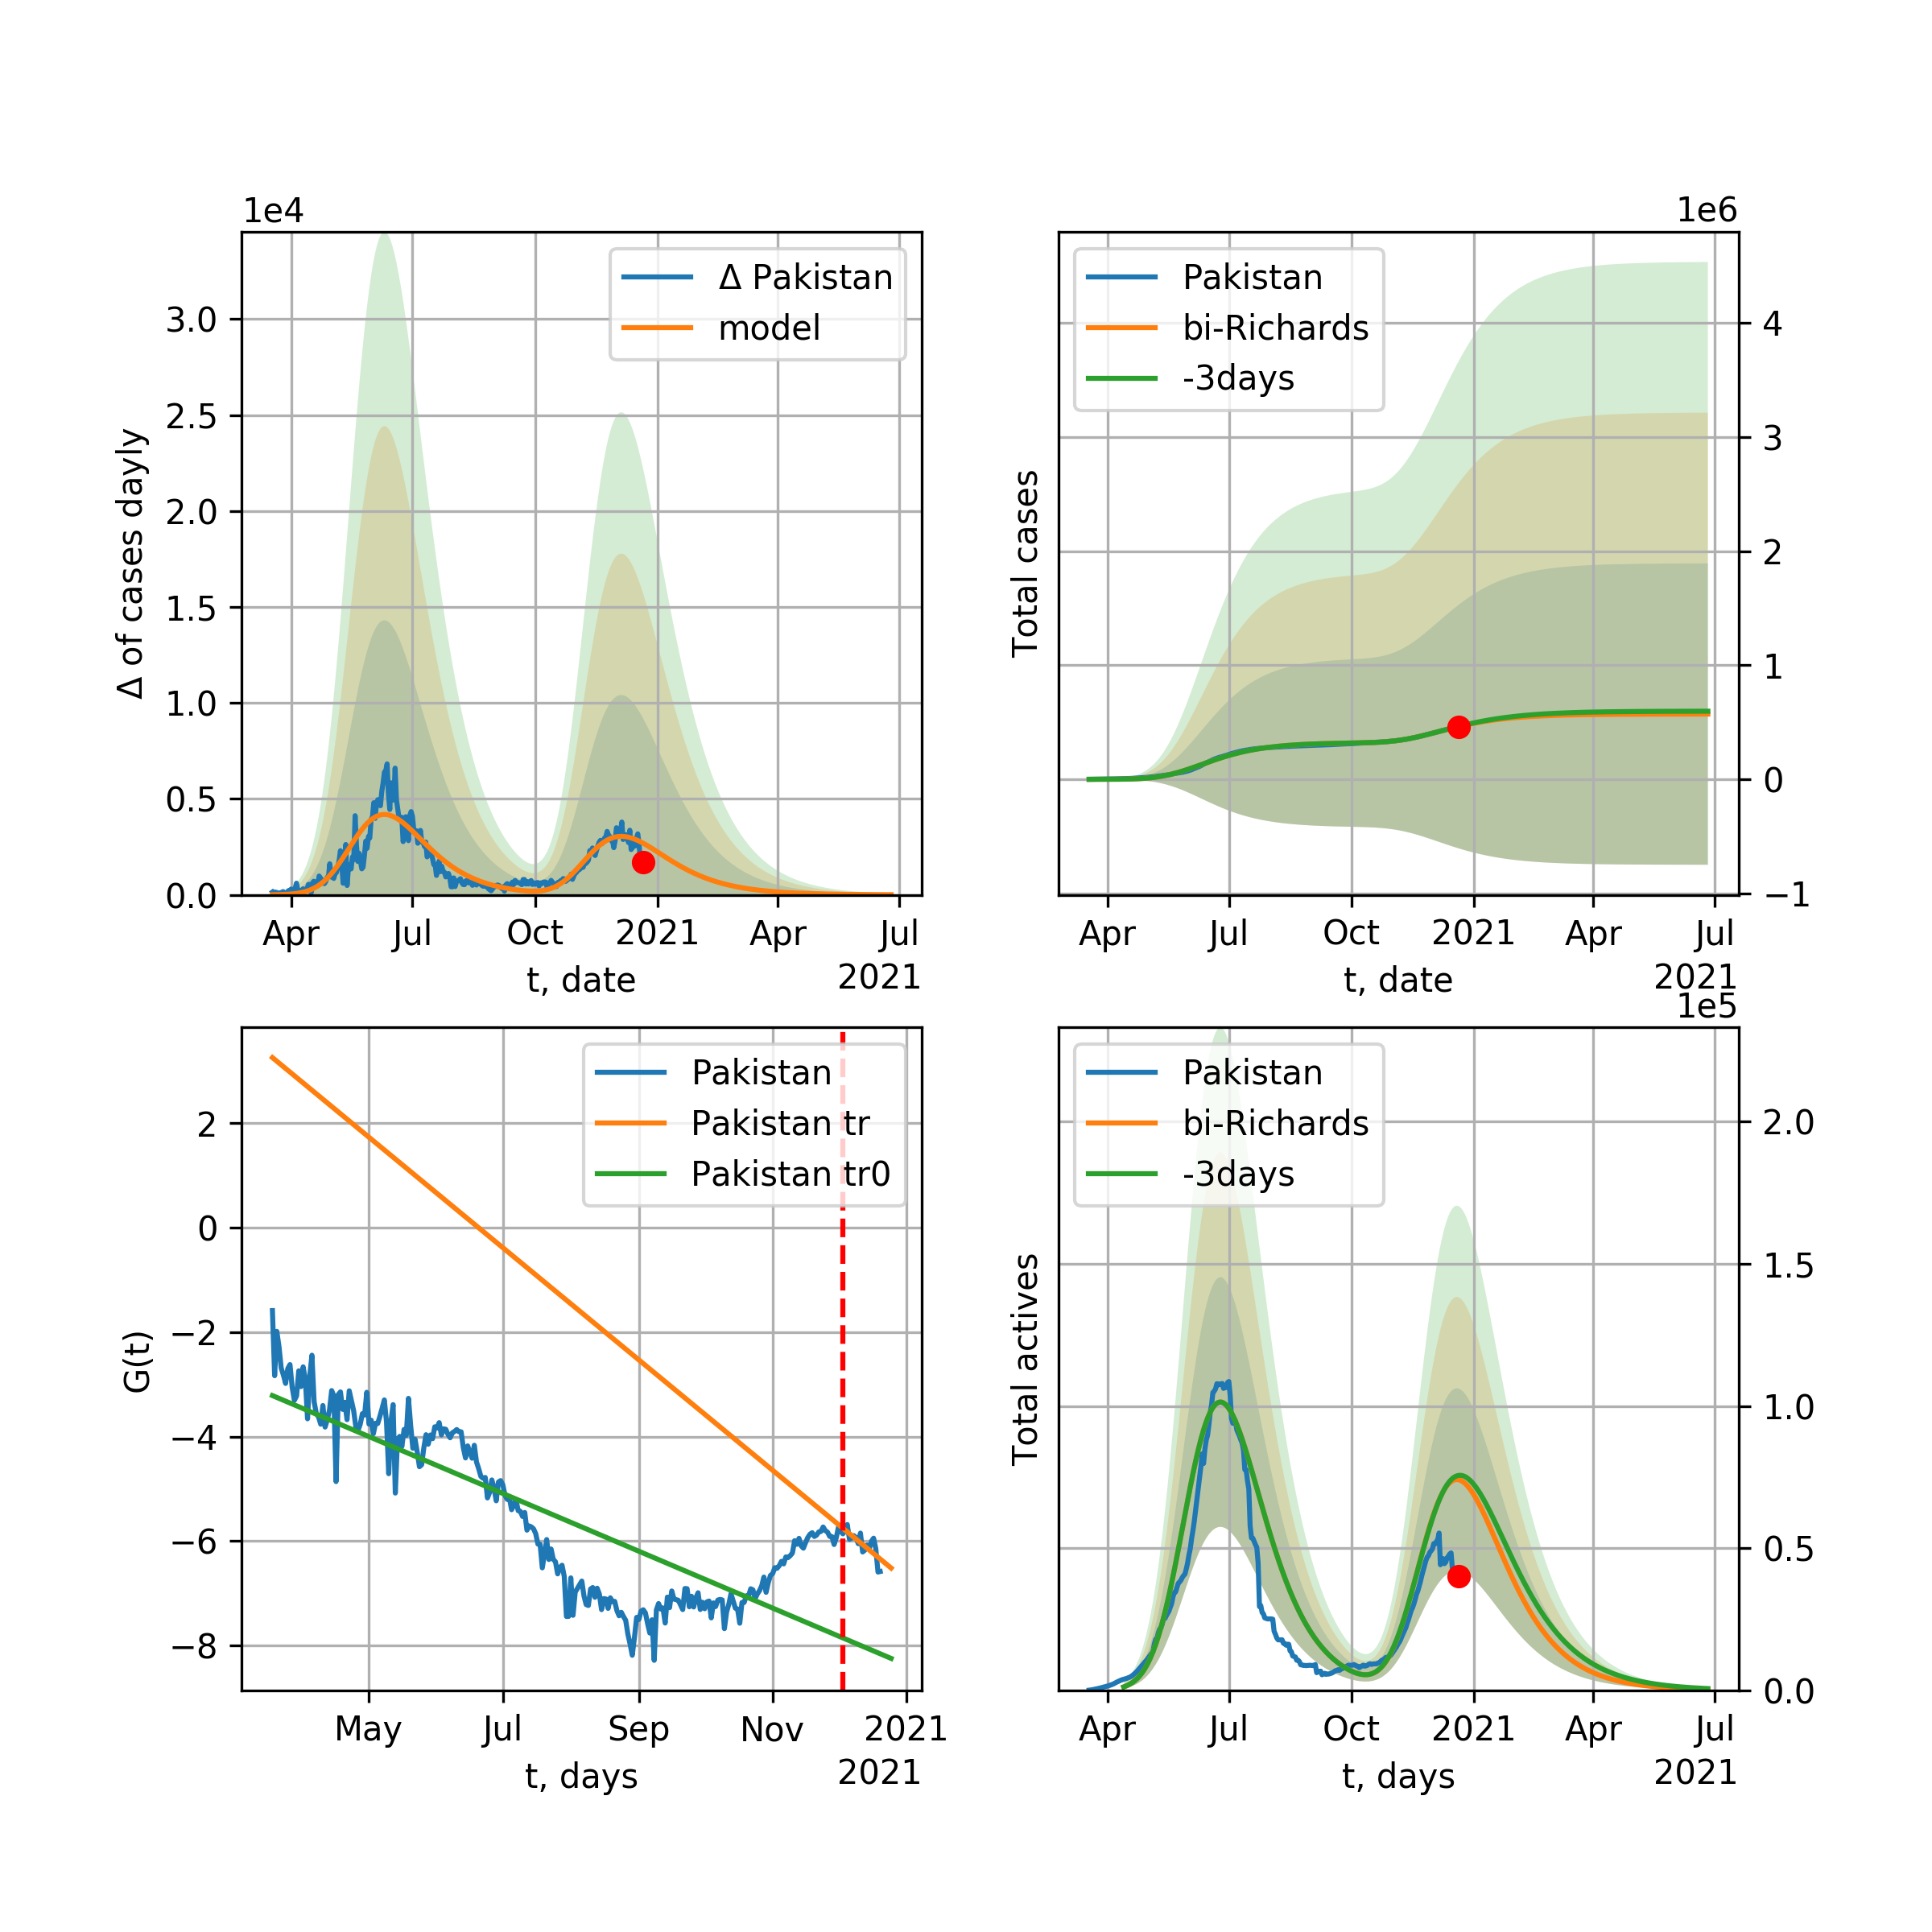 1e4
Δ Pakistan
model
3.0
2.5
2.0
1.5
1.0
0.5
0.0
Δ of cases dayly
Apr Jul Oct 2021 Apr Jul
t, date
2021
1e6
Pakistan
bi-Richards
-3days
4
3
2
1
0
−1
Total cases
Apr Jul Oct 2021 Apr Jul
t, date
2021
Pakistan
Pakistan tr
Pakistan tr0
2
0
−2
−4
−6
−8
G(t)
May Jul Sep Nov 2021
t, days
2021
1e5
Pakistan
bi-Richards
-3days
2.0
1.5
1.0
0.5
0.0
Total actives
Apr Jul Oct 2021 Apr Jul
t, days
2021